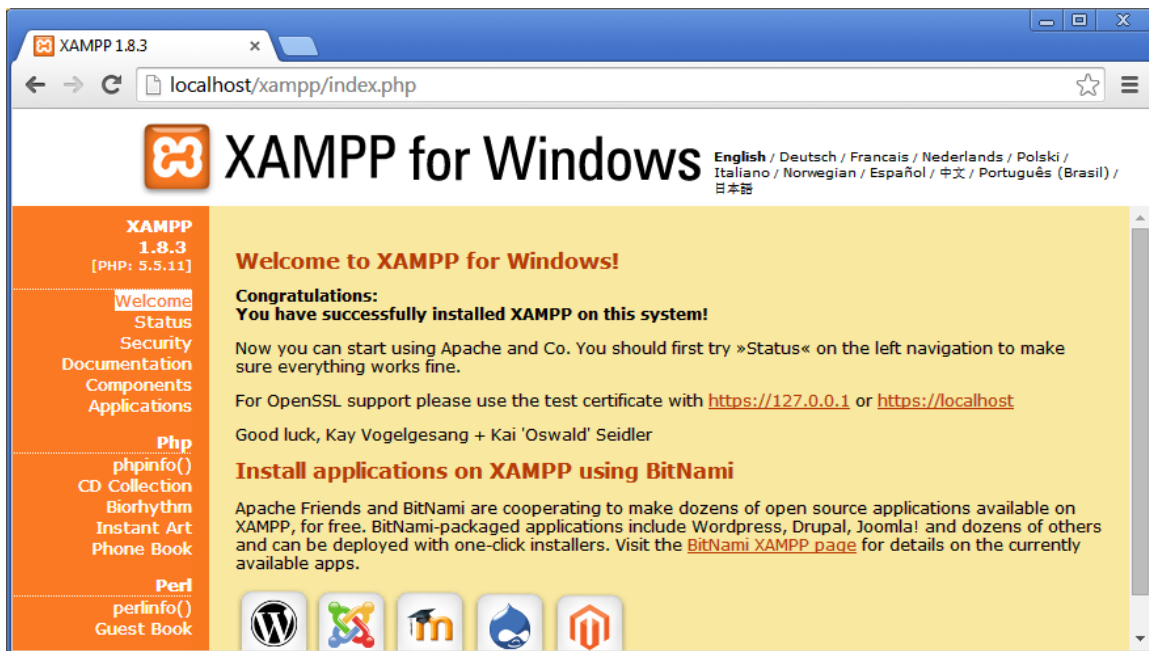 XAMPP 1.8.3
localhost/xampp/index.php
XAMPP for Windows
English / Deutsch / Francais / Nederlands / Polski /
Italiano / Norwegian / Español / 中文 / Português (Brasil) /
日本語
XAMPP
1.8.3
[PHP: 5.5.11]
Welcome
Status
Security
Documentation
Components
Applications
Php
phpinfo()
CD Collection
Biorhythm
Instant Art
Phone Book
Perl
perlinfo()
Guest Book
Welcome to XAMPP for Windows!
Congratulations:
You have successfully installed XAMPP on this system!
Now you can start using Apache and Co. You should first try »Status« on the left navigation to make
sure everything works fine.
For OpenSSL support please use the test certificate with https://127.0.0.1 or https://localhost
Good luck, Kay Vogelgesang + Kai 'Oswald' Seidler
Install applications on XAMPP using BitNami
Apache Friends and BitNami are cooperating to make dozens of open source applications available on
XAMPP, for free. BitNami-packaged applications include Wordpress, Drupal, Joomla! and dozens of others
and can be deployed with one-click installers. Visit the BitNami XAMPP page for details on the currently
available apps.